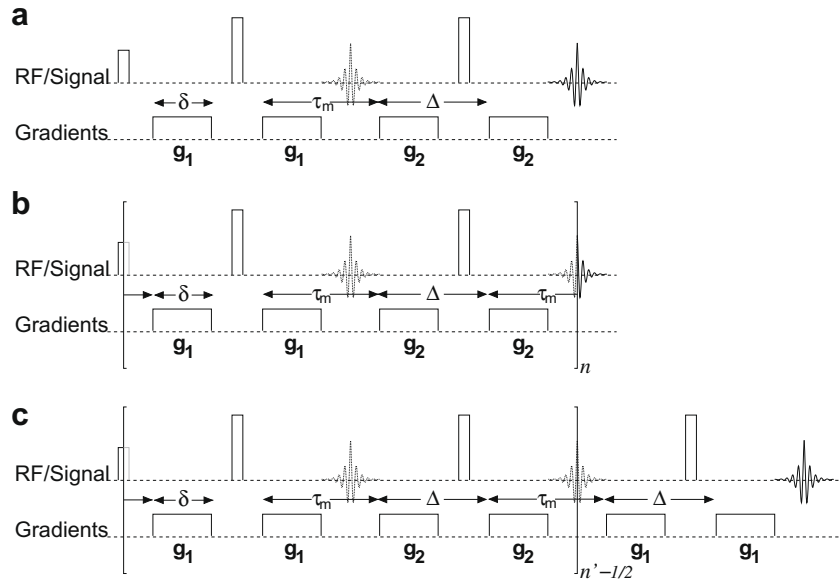 a
RF/Signal
δ τm Δ
Gradients
g1 g1 g2 g2
b
RF/Signal
δ τm Δ τm
Gradients
g1 g1 g2 g2
n
c
RF/Signal
δ τm Δ τm Δ
Gradients
g1 g1 g2 g2 g1 g1
n'−1/2